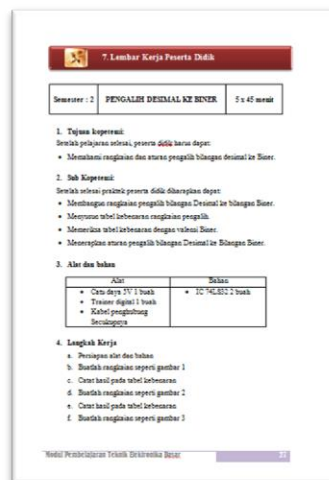 7. Lembar Kerja Peserta Didik
Semester : 2 PENGALIH DESIMAL KE BINER 5 x 45 menit
1. Tujuan kopetensi:
Setelah pelajaran selesai, peserta didik harus dapat:
• Memahami rangkaian dan aturan pengalih bilangan desimal ke Biner.
2. Sub Kopetensi:
Setelah selesai praktek peserta didik diharapkan dapat:
• Membangun rangkaian pengalih bilangan Desimal ke bilangan Biner.
• Menyusun tabel kebenaran rangkaian pengalih.
• Memeriksa tabel kebenaran dengan valensi Biner.
• Menerapkan aturan pengalih bilangan Desimal ke Bilangan Biner.
3. Alat dan bahan
Alat Bahan
• Catu daya 5V 1 buah • IC 74LS32 2 buah
• Trainer digital 1 buah
• Kabel penghubung
Secukupnya
4. Langkah Kerja
a. Persiapan alat dan bahan
b. Buatlah rangkaian seperti gambar 1
c. Catat hasil pada tabel kebenaran
d. Buatlah rangkaian seperti gambar 2
e. Catat hasil pada tabel kebenaran
f. Buatlah rangkaian seperti gambar 3
Modul Pembelajaran Teknik Elektronika Dasar